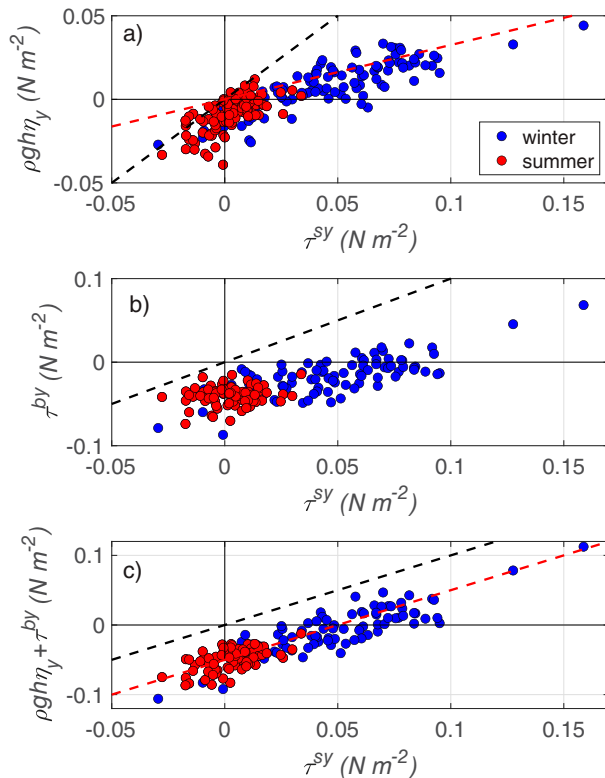 a)
0.05
0
-0.05
ρghη_y (N m⁻²)
-0.05
0
0.05
0.1
0.15
τ^sy (N m⁻²)
winter
summer
b)
0.1
0
-0.1
τ^by (N m⁻²)
-0.05
0
0.05
0.1
0.15
τ^sy (N m⁻²)
c)
0.1
0
-0.1
ρghη_y+τ^by (N m⁻²)
-0.05
0
0.05
0.1
0.15
τ^sy (N m⁻²)